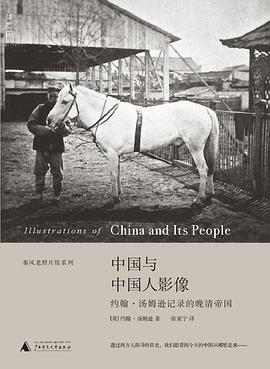 Illustrations of China and Its People
中国与
中国人影像
约翰·汤姆逊记录的晚清帝国
秦风老照片馆系列
[英] 约翰·汤姆逊 著 徐家宁 译
广西师范大学出版社
透过西方人探寻的目光，我们能看到今天的中国从哪里走来——